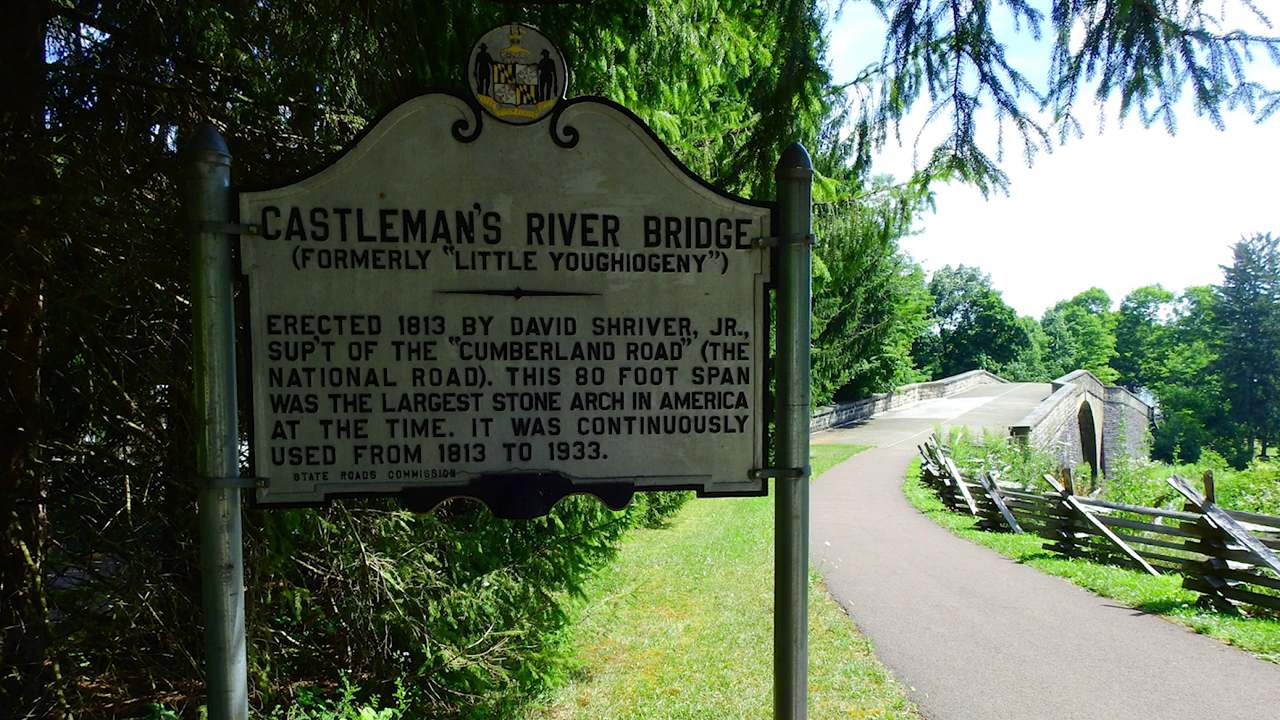 CASTLEMAN'S RIVER BRIDGE
(FORMERLY "LITTLE YOUGHIOGENY")
ERECTED 1813 BY DAVID SHRIVER, JR.,
SUP'T OF THE "CUMBERLAND ROAD" (THE
NATIONAL ROAD). THIS 80 FOOT SPAN
WAS THE LARGEST STONE ARCH IN AMERICA
AT THE TIME. IT WAS CONTINUOUSLY
USED FROM 1813 TO 1933.
STATE ROADS COMMISSION